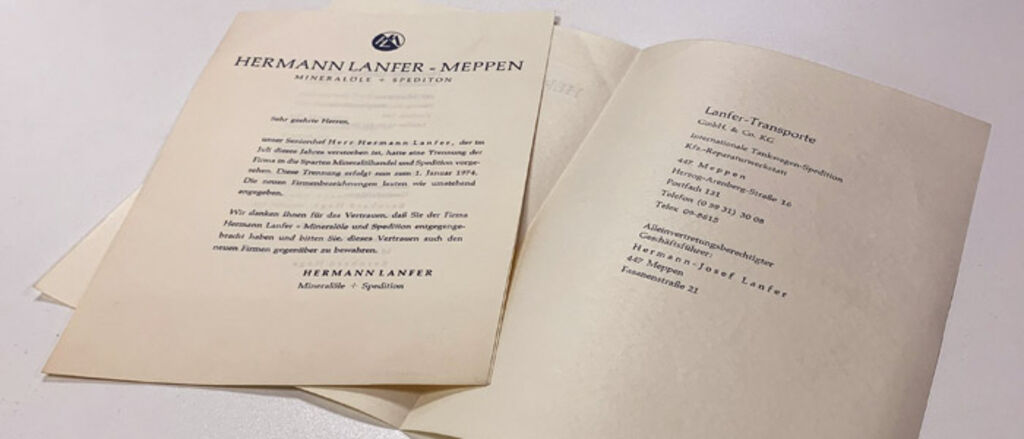 HERMANN LANFER - MEPPEN
MINERALÖLE + SPEDITON
Sehr geehrte Herren,
unser Seniorchef Herr Hermann Lanfer, der im
Juli dieses Jahres verstorben ist, hatte eine Trennung der
Firma in die Sparten Mineralölhandel und Spedition vorge-
sehen. Diese Trennung erfolgt nun zum 1. Januar 1974.
Die neuen Firmenbezeichnungen lauten wie umstehend
angegeben.
Wir danken Ihnen für das Vertrauen, daß Sie der Firma
Hermann Lanfer - Mineralöle und Spedition entgegenge-
bracht haben und bitten Sie, dieses Vertrauen auch den
neuen Firmen gegenüber zu bewahren.
HERMANN LANFER
Mineralöle + Spedition
Lanfer-Transporte
GmbH. & Co. KG
Internationale Tankwagen-Spedition
Kfz.-Reparaturwerkstatt
447 Meppen
Herzog-Arenberg-Straße 16
Postfach 131
Telefon (0 59 31) 30 08
Telex 09-8615
Alleinvertretungsberechtigter
Geschäftsführer:
Hermann-Josef Lanfer
447 Meppen
Fasanenstraße 21